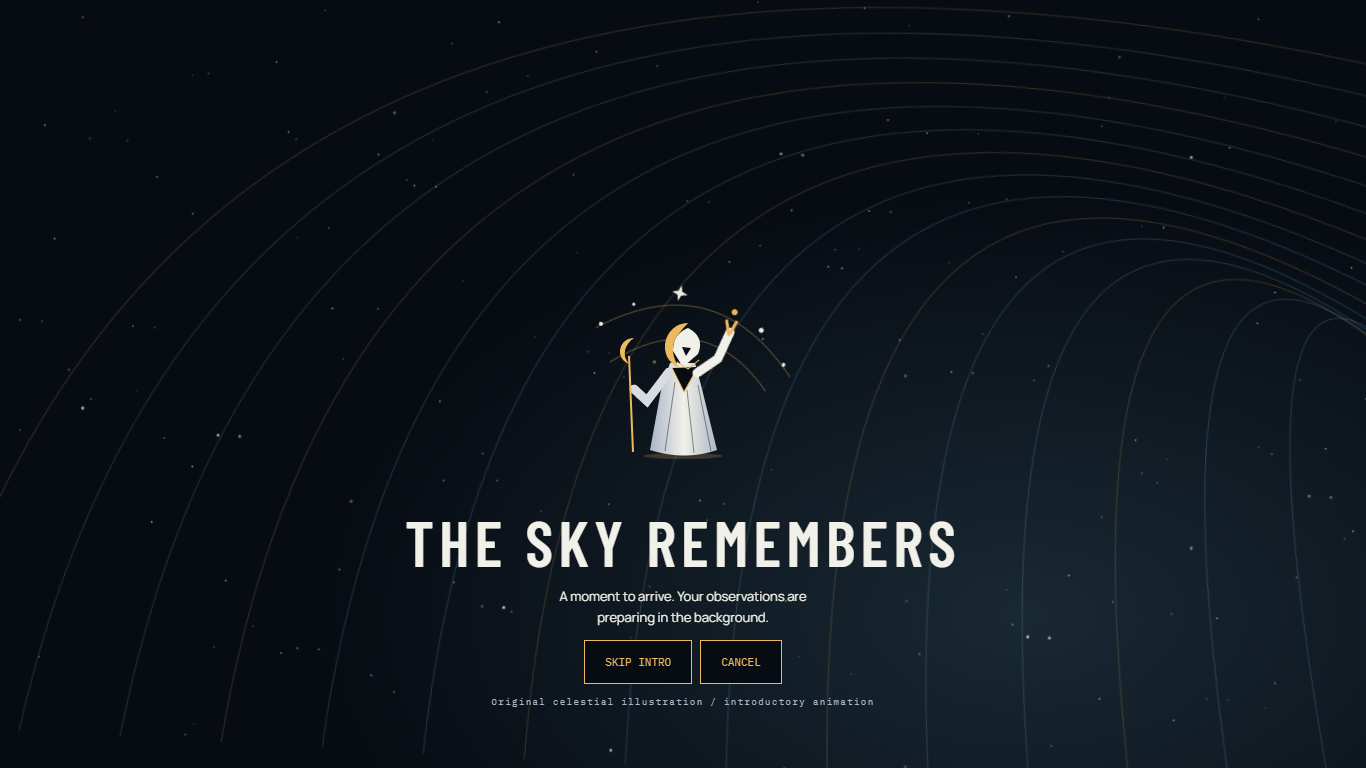 THE SKY REMEMBERS
A moment to arrive. Your observations are
preparing in the background.
SKIP INTRO
CANCEL
Original celestial illustration / introductory animation